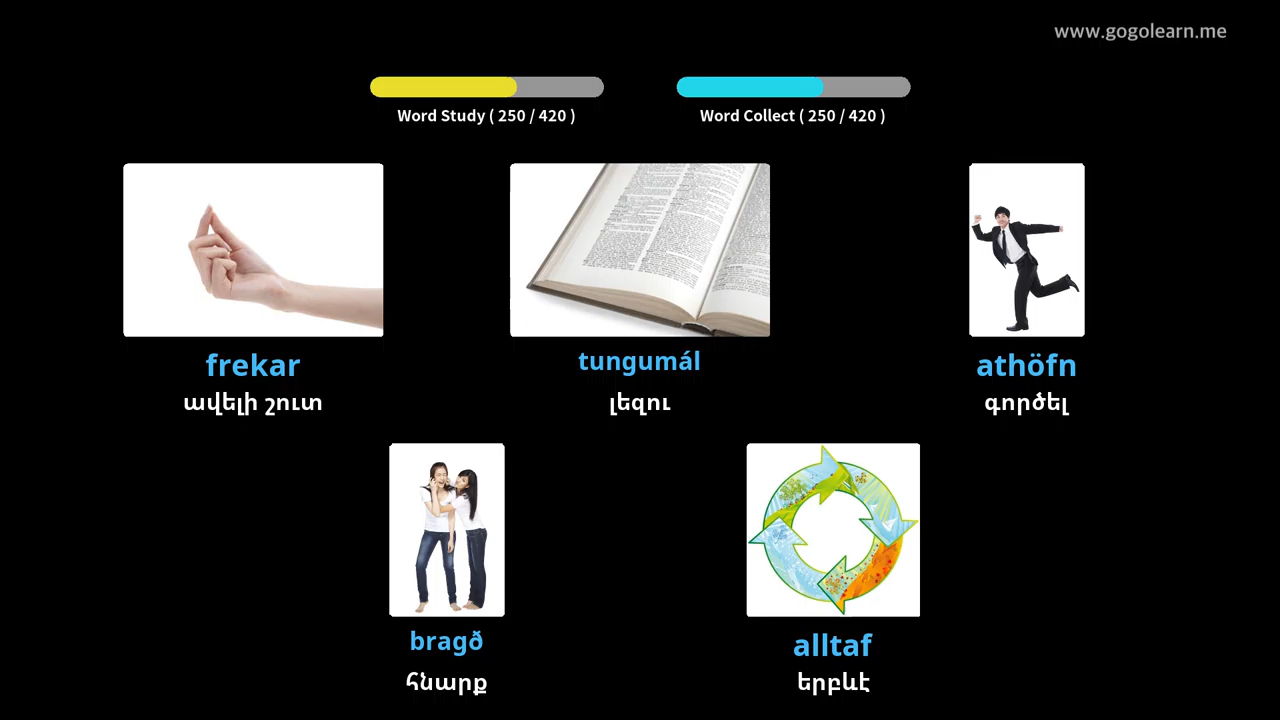 www.gogolearn.me
Word Study ( 250 / 420 )
Word Collect ( 250 / 420 )
frekar
ավելի շուտ
tungumál
լեզու
athöfn
գործել
bragð
հնարք
alltaf
երբևէ